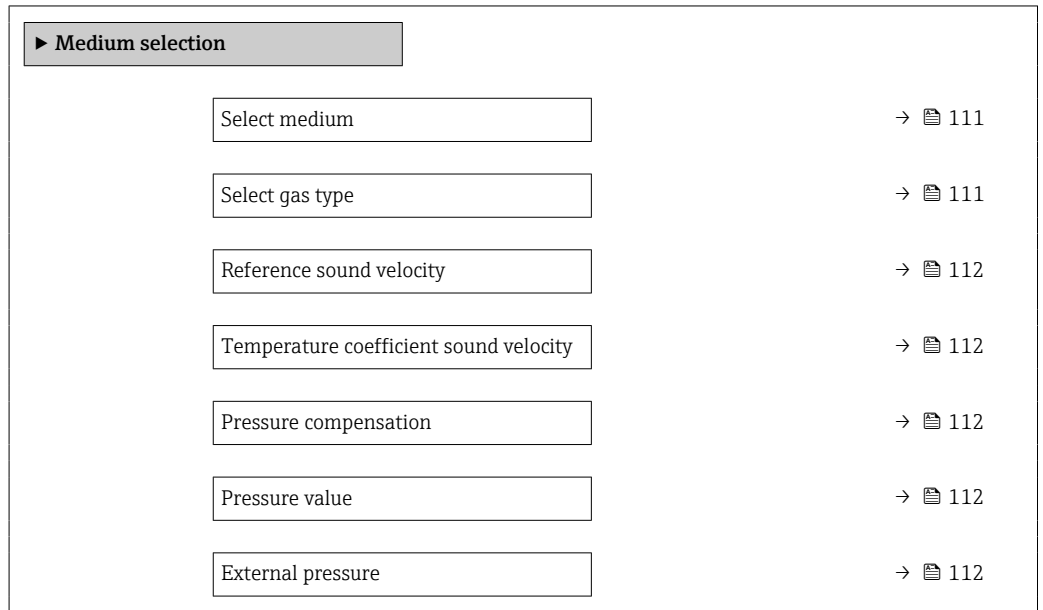 ▶ Medium selection
Select medium → 111
Select gas type → 111
Reference sound velocity → 112
Temperature coefficient sound velocity → 112
Pressure compensation → 112
Pressure value → 112
External pressure → 112